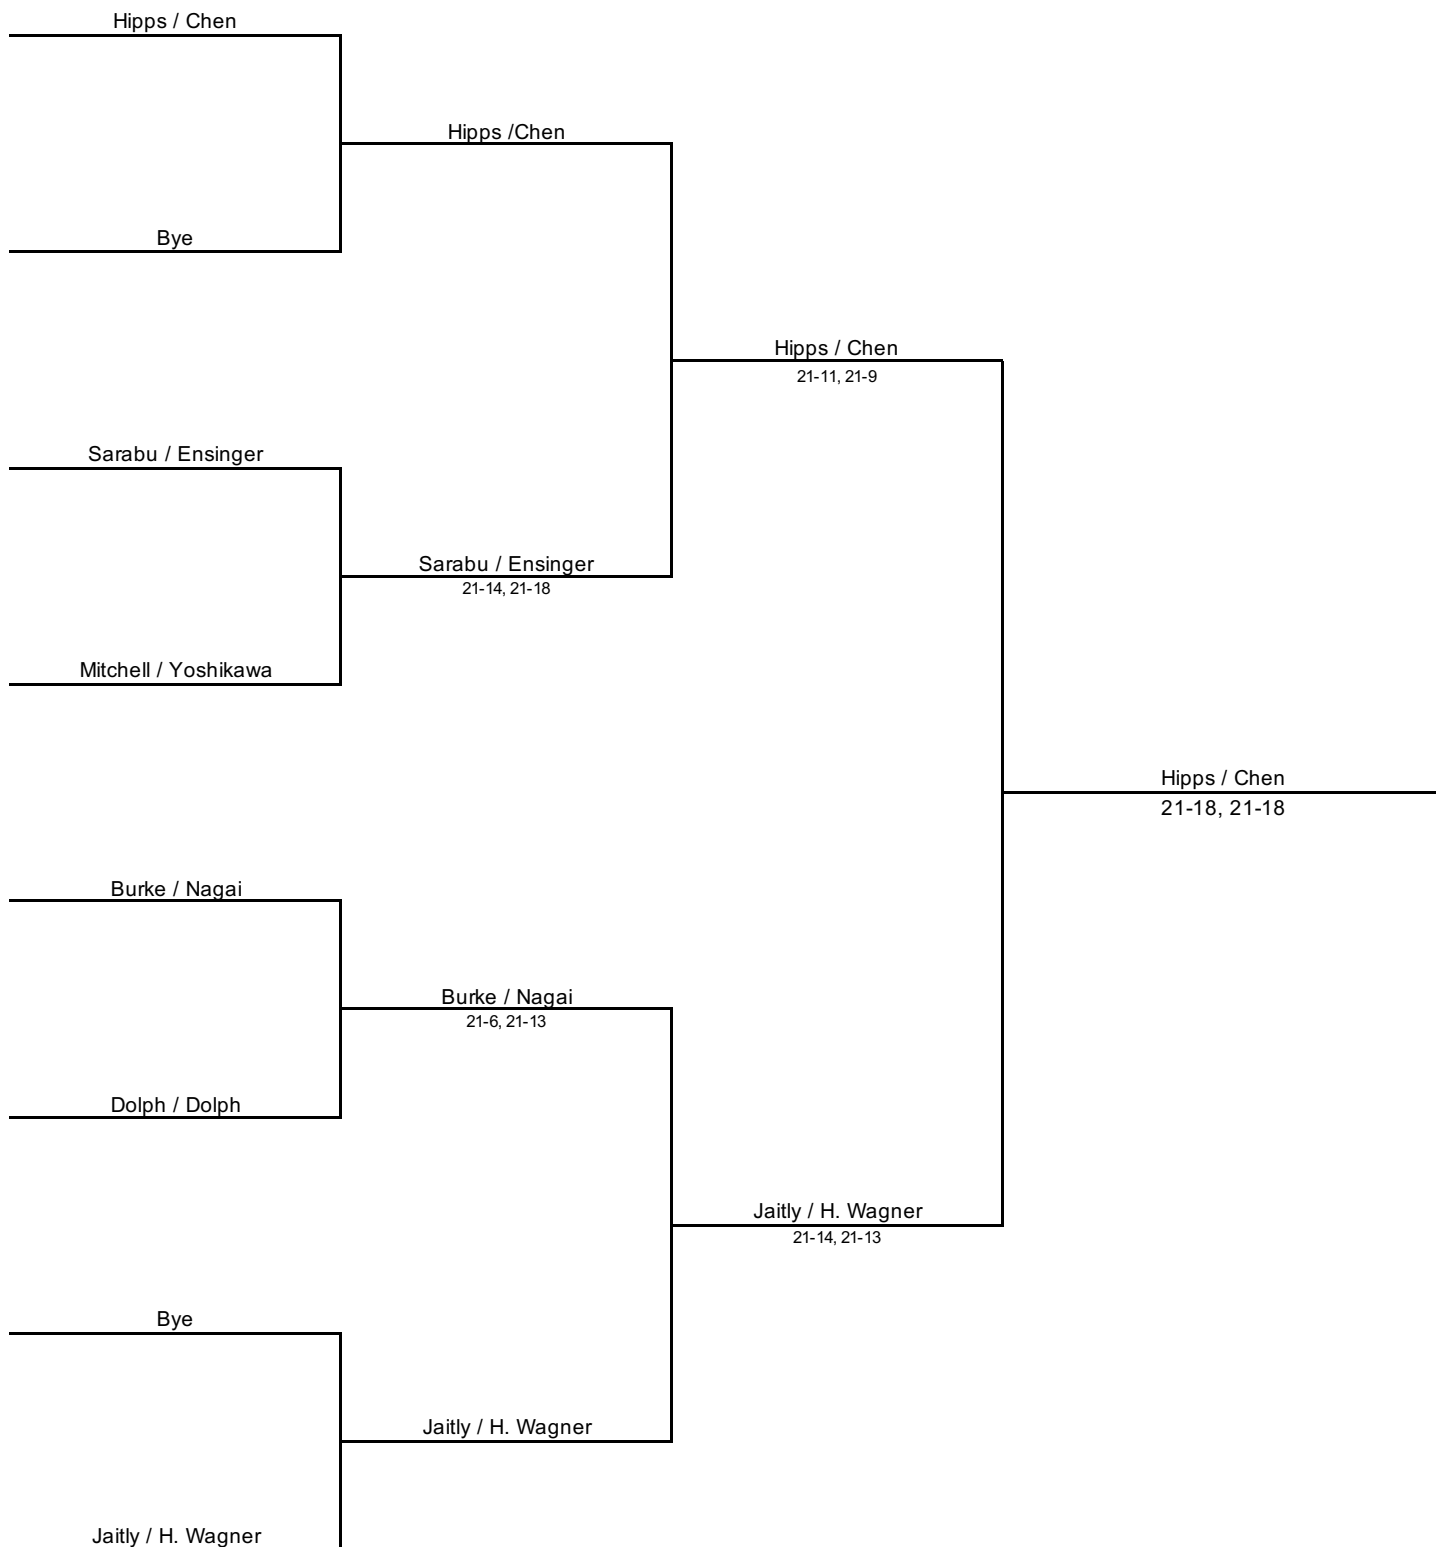 Hipps / Chen
Hipps /Chen
Bye
Hipps / Chen
21-11, 21-9
Sarabu / Ensinger
Sarabu / Ensinger
21-14, 21-18
Mitchell / Yoshikawa
Hipps / Chen
21-18, 21-18
Burke / Nagai
Burke / Nagai
21-6, 21-13
Dolph / Dolph
Jaitly / H. Wagner
21-14, 21-13
Bye
Jaitly / H. Wagner
Jaitly / H. Wagner